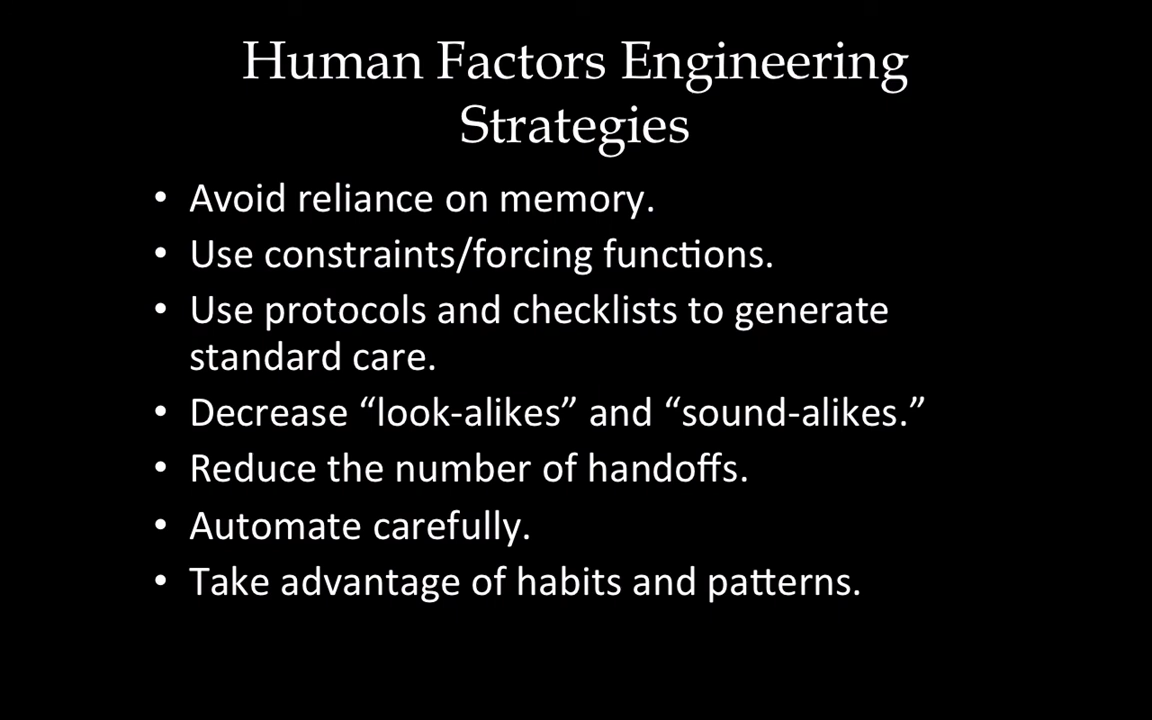 Human Factors Engineering
Strategies
• Avoid reliance on memory.
• Use constraints/forcing functions.
• Use protocols and checklists to generate
standard care.
• Decrease “look-alikes” and “sound-alikes.”
• Reduce the number of handoffs.
• Automate carefully.
• Take advantage of habits and patterns.